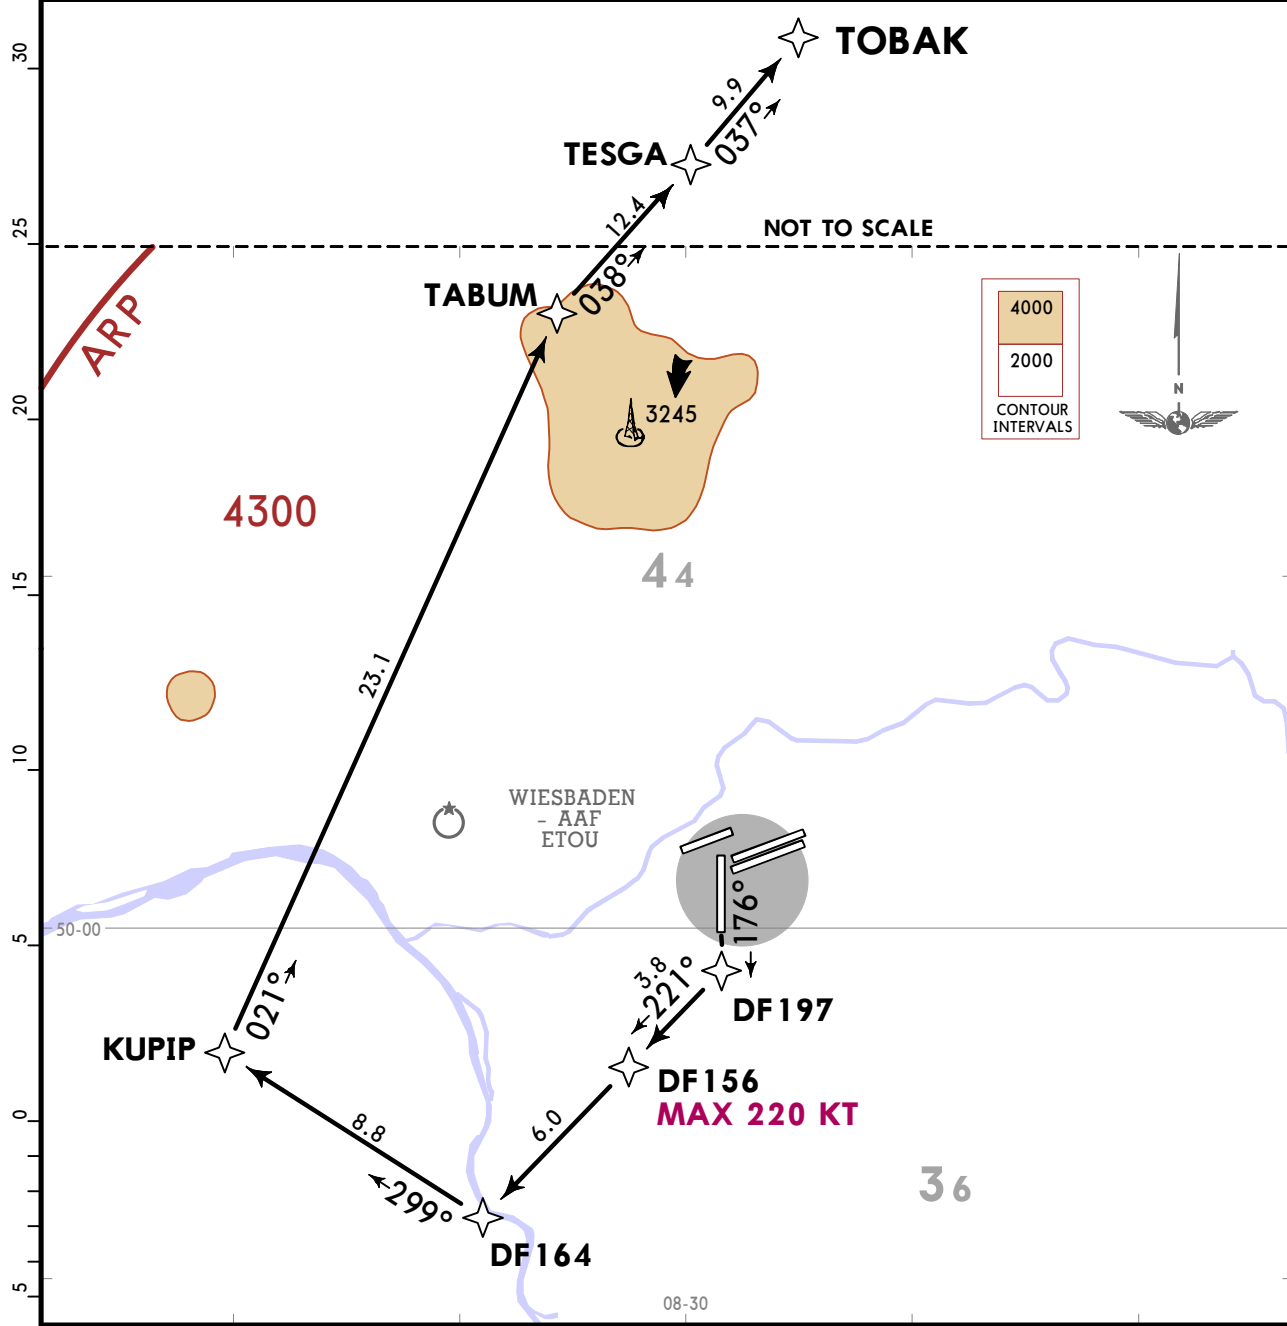 30
TOBAK
9.9
037°
TESGA
12.4
25
NOT TO SCALE
038°
TABUM
ARP
4000
2000
CONTOUR
INTERVALS
N
20
3245
4300
44
15
23.1
10
WIESBADEN
- AAF
ETOU
176°
5
50-00
3.8
221°
021°
DF197
KUPIP
DF156
MAX 220 KT
0
8.8
6.0
299°
36
DF164
5
08-30